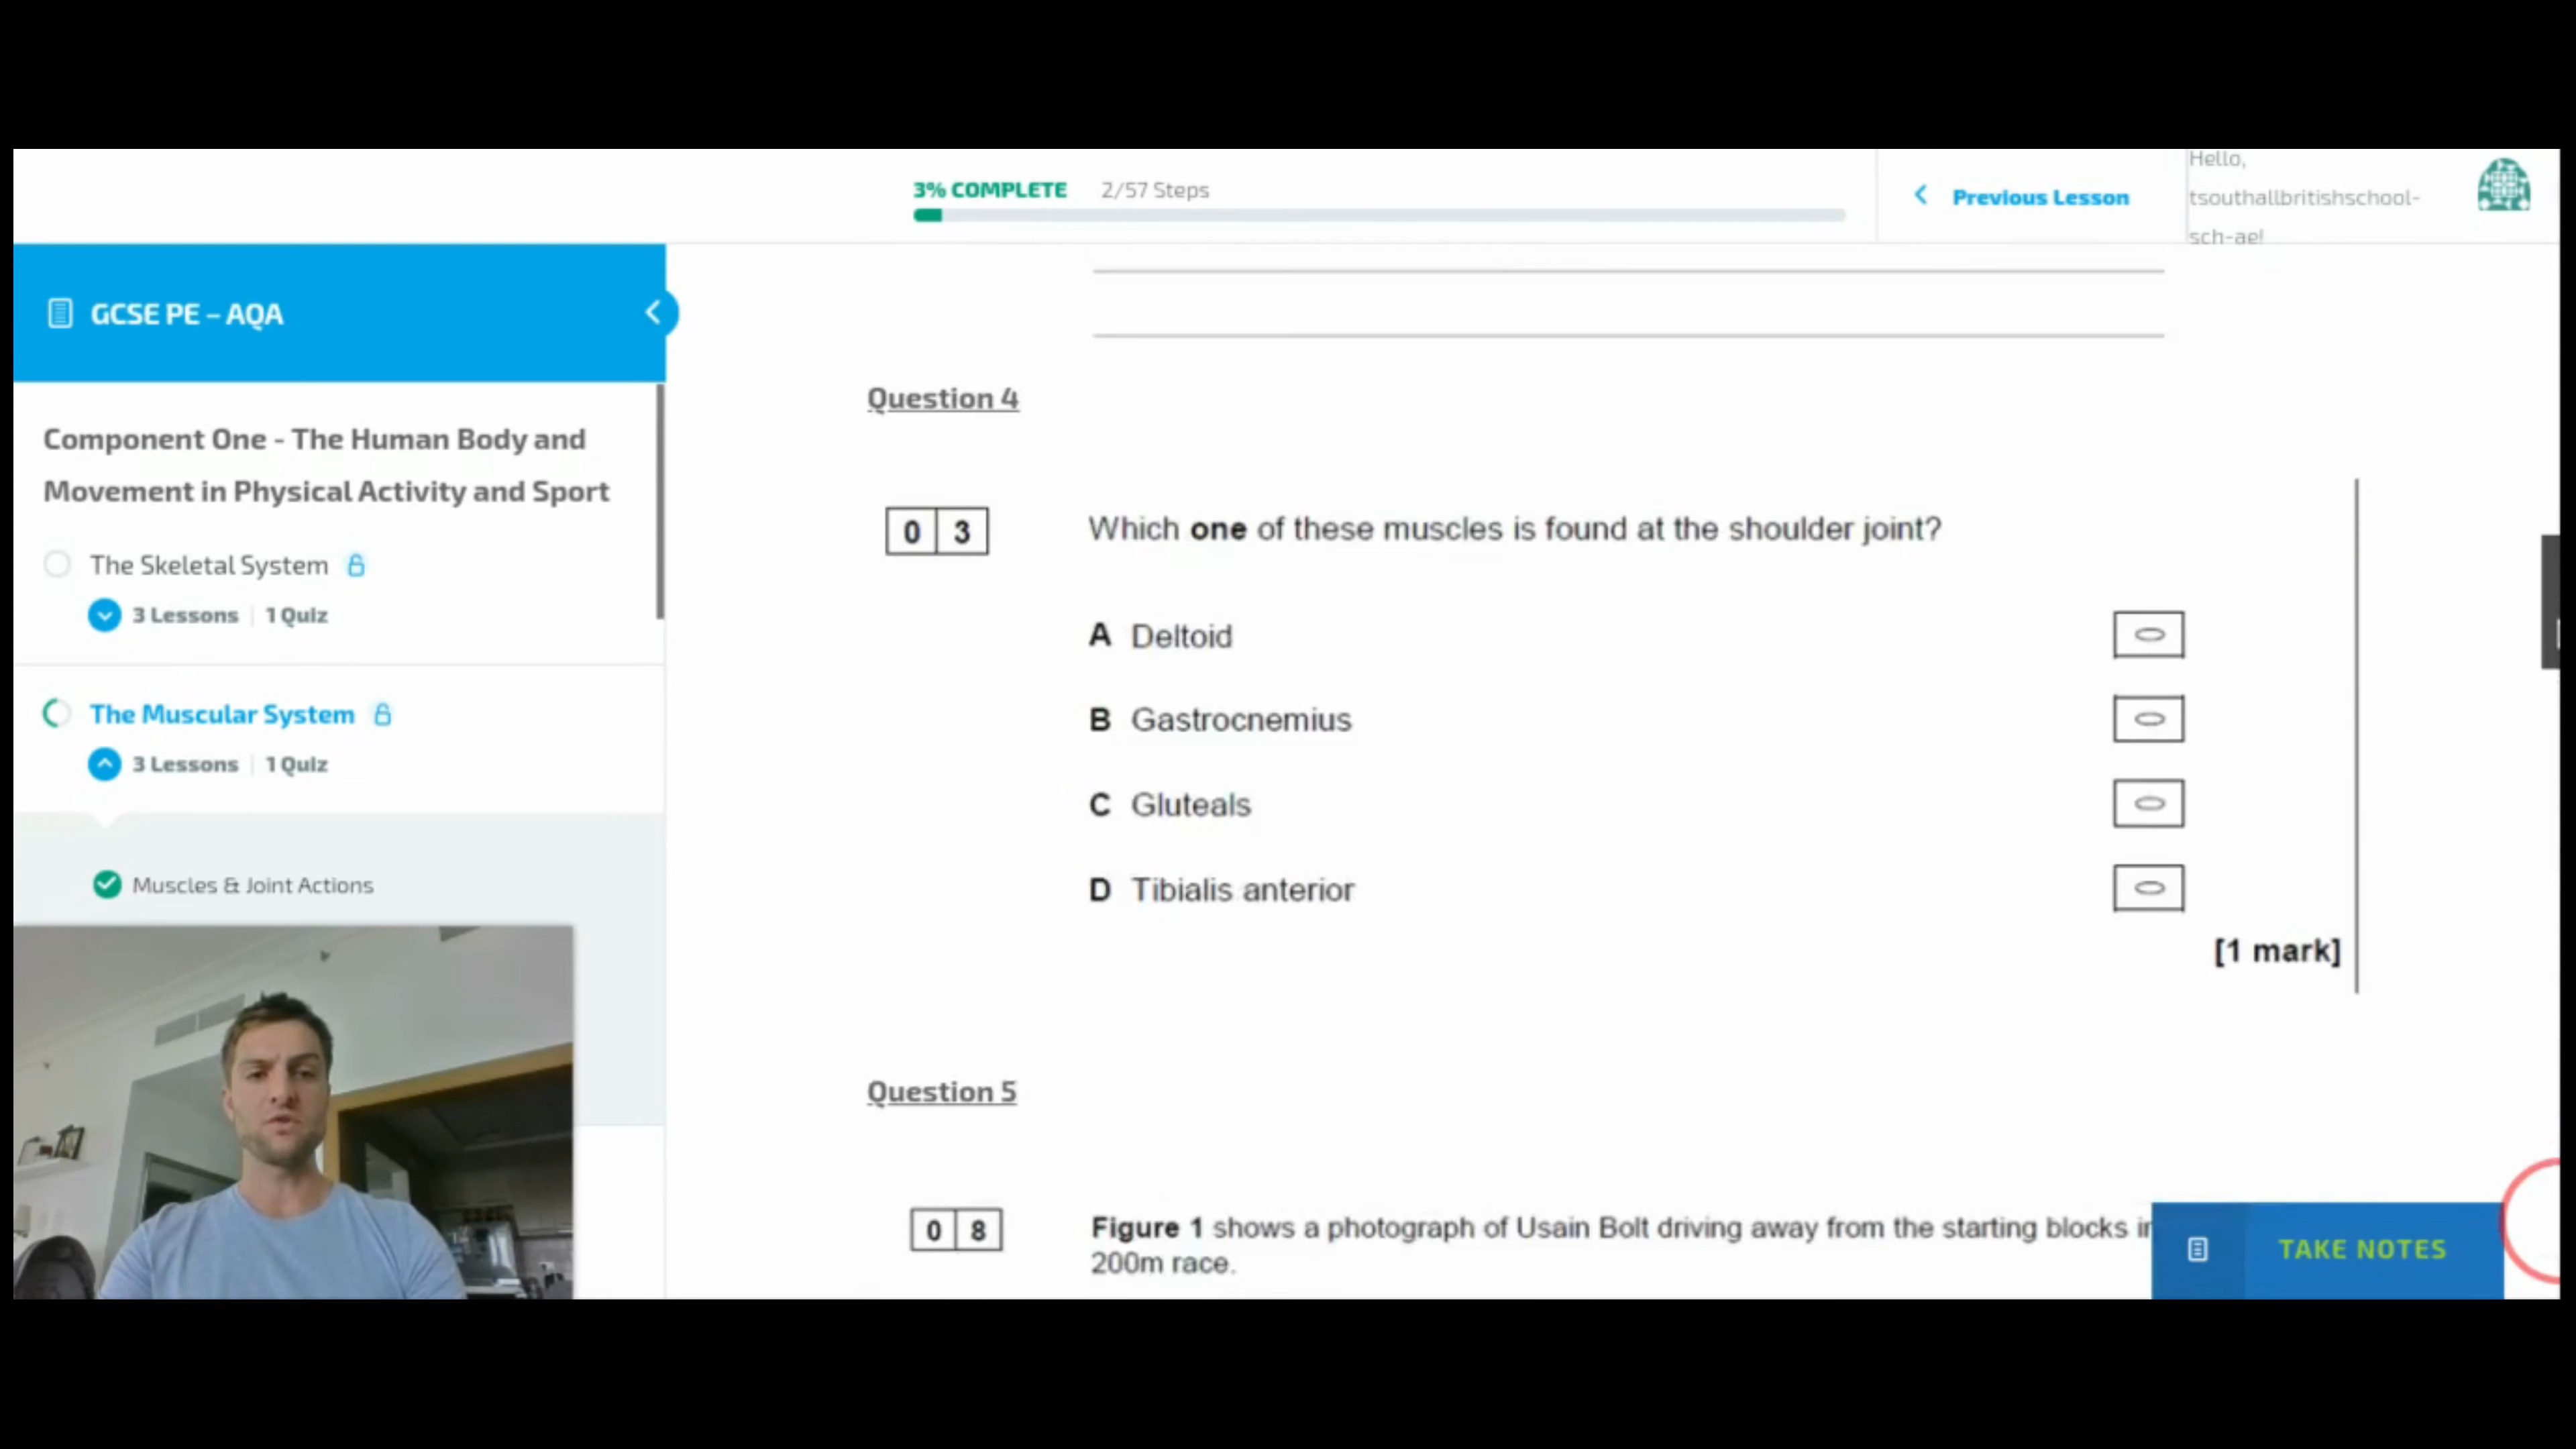 3% COMPLETE 2/57 Steps
Previous Lesson
Hello,
tsouthallbritishschool-
sch-ae!
GCSE PE – AQA
Component One - The Human Body and
Movement in Physical Activity and Sport
The Skeletal System
3 Lessons | 1 Quiz
The Muscular System
3 Lessons | 1 Quiz
Muscles & Joint Actions
Question 4
0 3 Which one of these muscles is found at the shoulder joint?
A Deltoid
B Gastrocnemius
C Gluteals
D Tibialis anterior
[1 mark]
Question 5
0 8 Figure 1 shows a photograph of Usain Bolt driving away from the starting blocks in
200m race.
TAKE NOTES